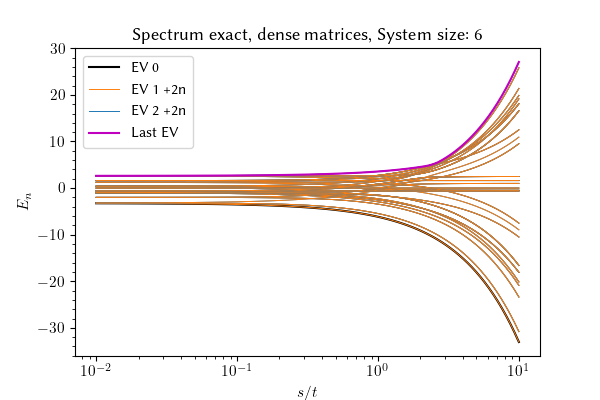 Spectrum exact, dense matrices, System size: 6
30
20
10
0
−10
−20
−30
E_n
EV 0
EV 1 +2n
EV 2 +2n
Last EV
10^{-2}
10^{-1}
10^{0}
10^{1}
s/t